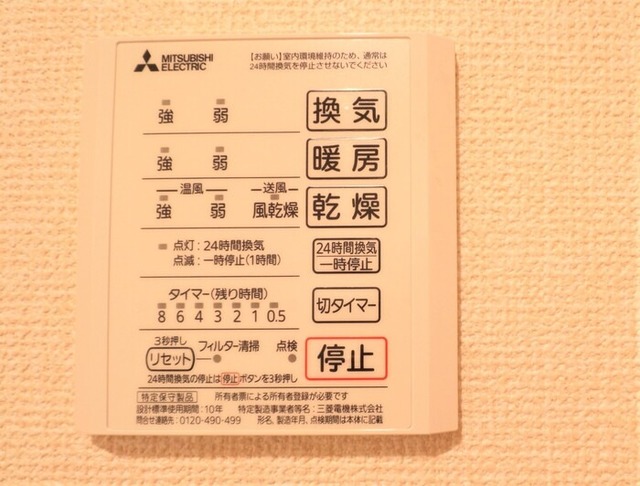 MITSUBISHI
ELECTRIC
【お願い】室内環境維持のため、通常は
24時間換気を停止させないでください
強 弱 換気
強 弱 暖房
温風 送風
強 弱 風乾燥 乾燥
点灯：24時間換気
点滅：一時停止(1時間)
24時間換気
一時停止
タイマー(残り時間)
8 6 4 3 2 1 0.5
切タイマー
3秒押し
リセット フィルター清掃 点検
停止
24時間換気の停止は 停止 ボタンを3秒押し
特定保守製品 所有者票による所有者登録が必要です
設計標準使用期間：10年 特定製造事業者等名：三菱電機株式会社
問合せ連絡先：0120-490-499 形名、製造年月、点検期間は本体に記載